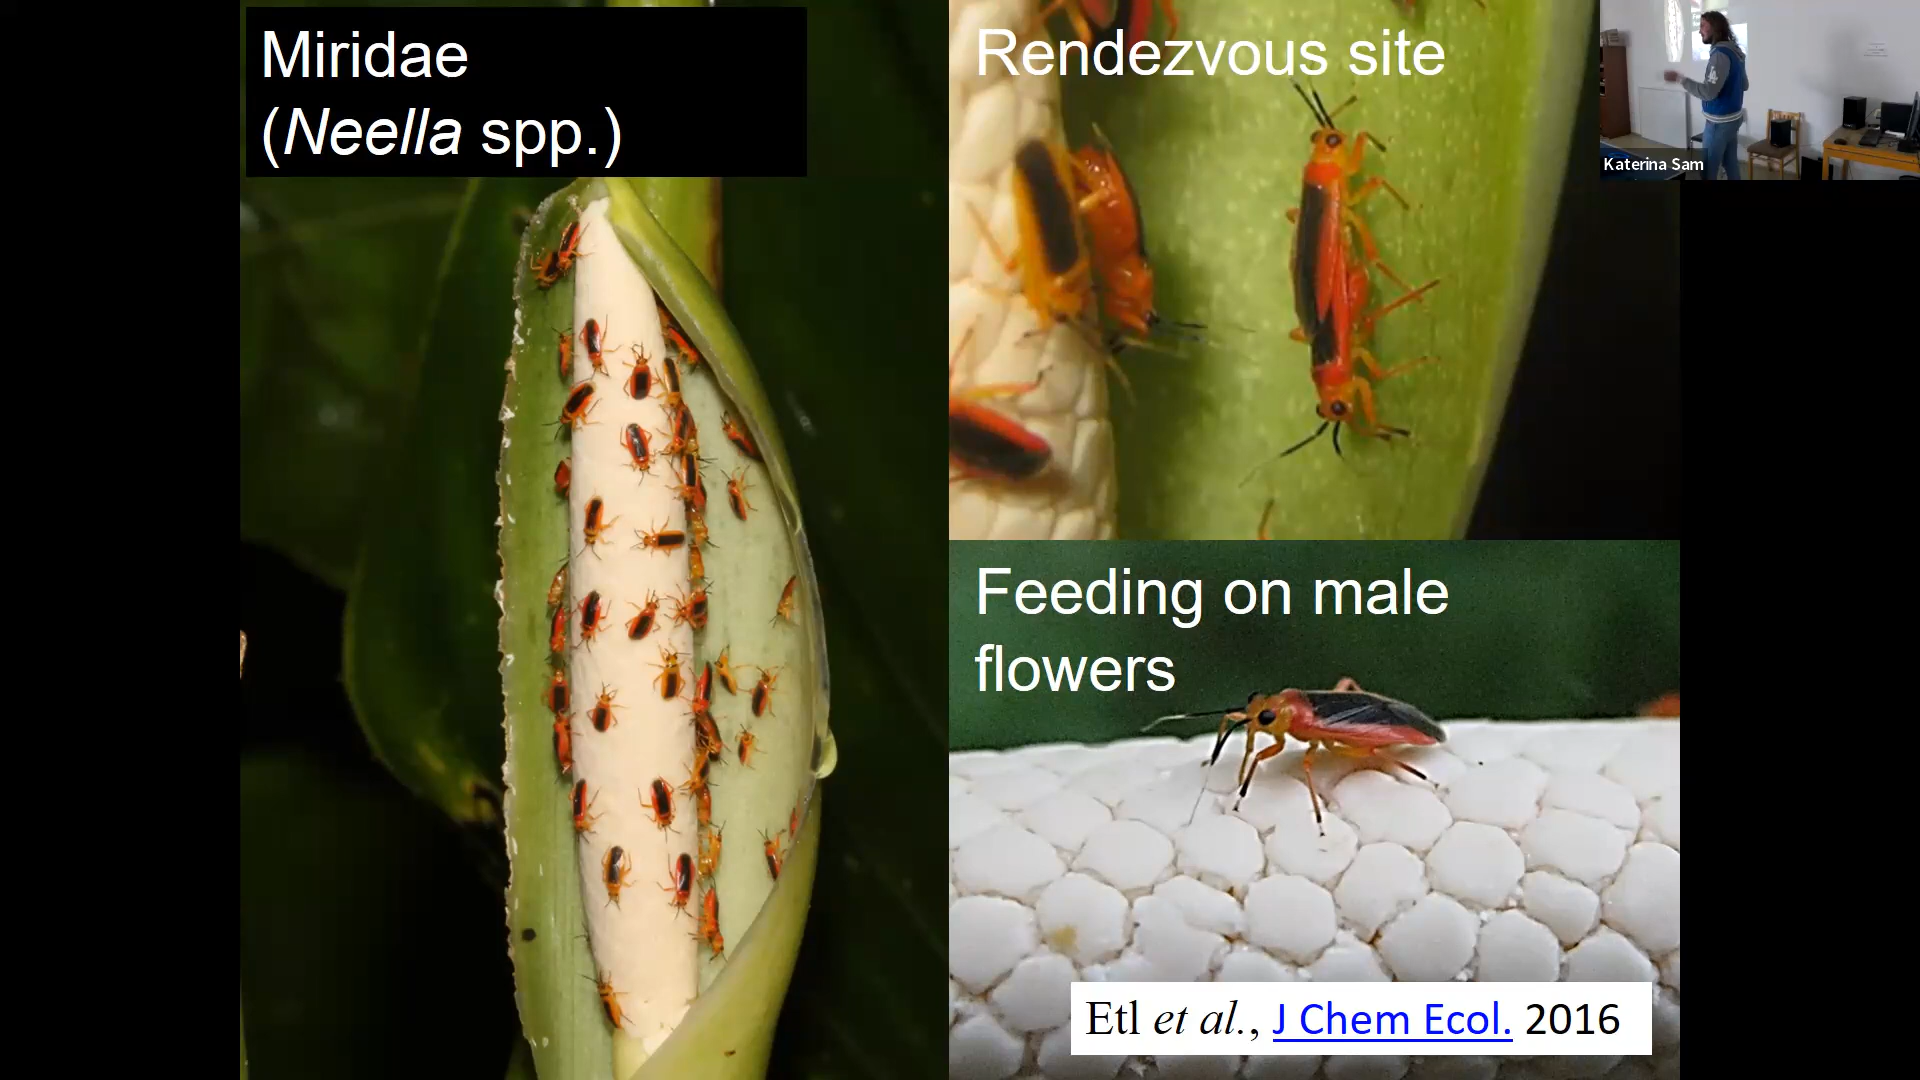 Miridae
(Neella spp.)
Rendezvous site
Katerina Sam
Feeding on male
flowers
Etl et al., J Chem Ecol. 2016